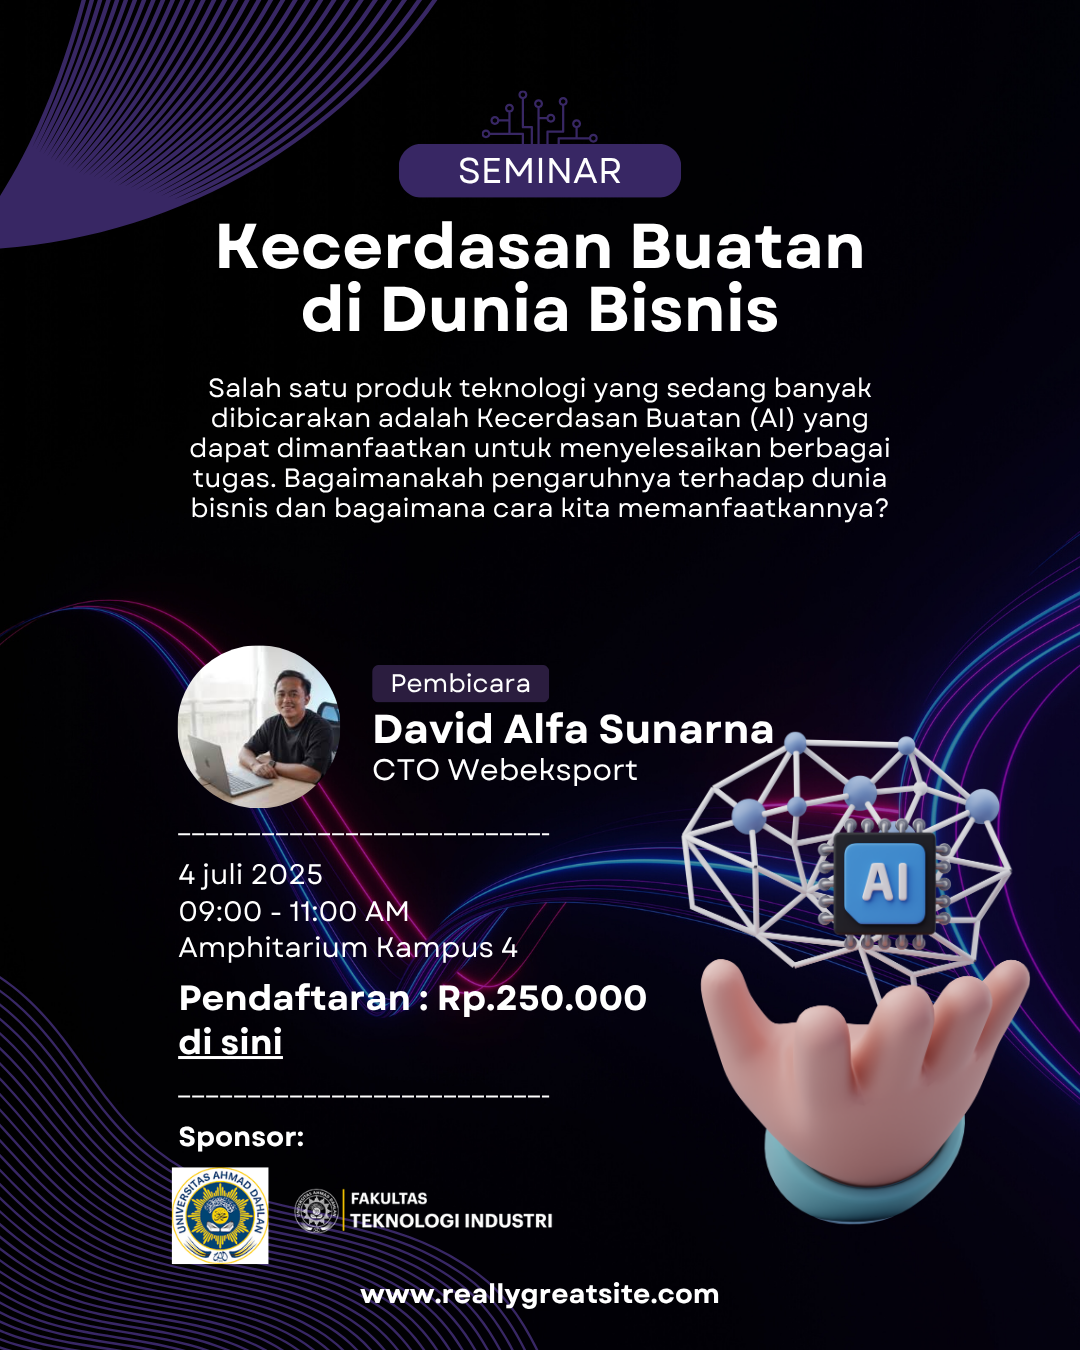 SEMINAR
Kecerdasan Buatan
di Dunia Bisnis
Salah satu produk teknologi yang sedang banyak
dibicarakan adalah Kecerdasan Buatan (AI) yang
dapat dimanfaatkan untuk menyelesaikan berbagai
tugas. Bagaimanakah pengaruhnya terhadap dunia
bisnis dan bagaimana cara kita memanfaatkannya?
Pembicara
David Alfa Sunarna
CTO Webeksport
4 juli 2025
09:00 - 11:00 AM
Amphitarium Kampus 4
Pendaftaran : Rp.250.000
di sini
AI
Sponsor:
UNIVERSITAS AHMAD DAHLAN
FAKULTAS
TEKNOLOGI INDUSTRI
www.reallygreatsite.com